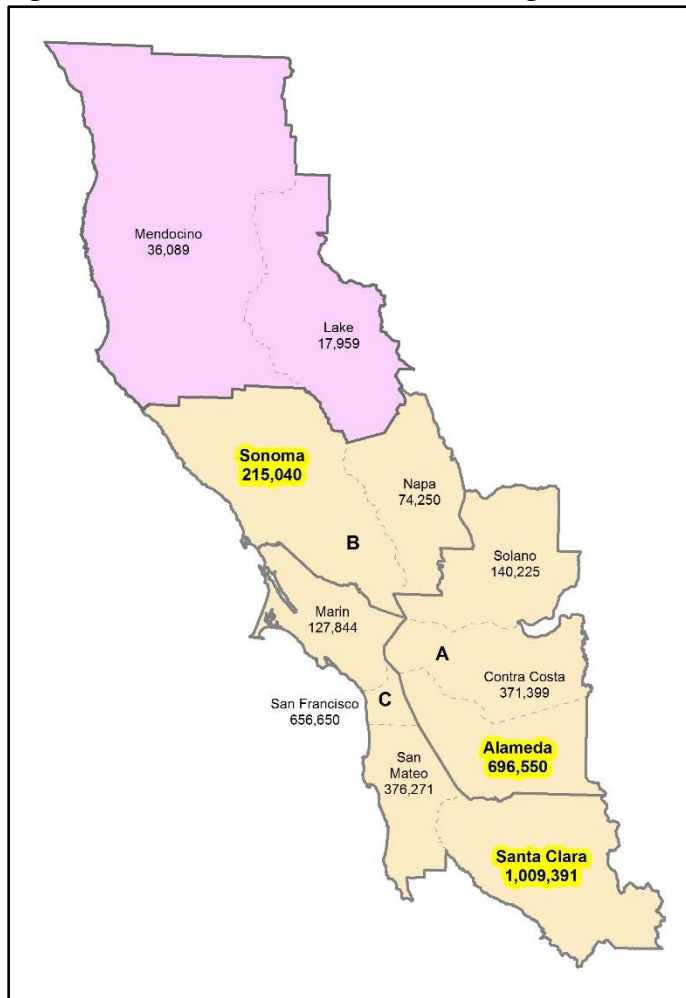 Mendocino
36,089
Lake
17,959
Sonoma
215,040
Napa
74,250
B
Solano
140,225
Marin
127,844
A
Contra Costa
371,399
San Francisco
656,650
C
Alameda
696,550
San
Mateo
376,271
Santa Clara
1,009,391